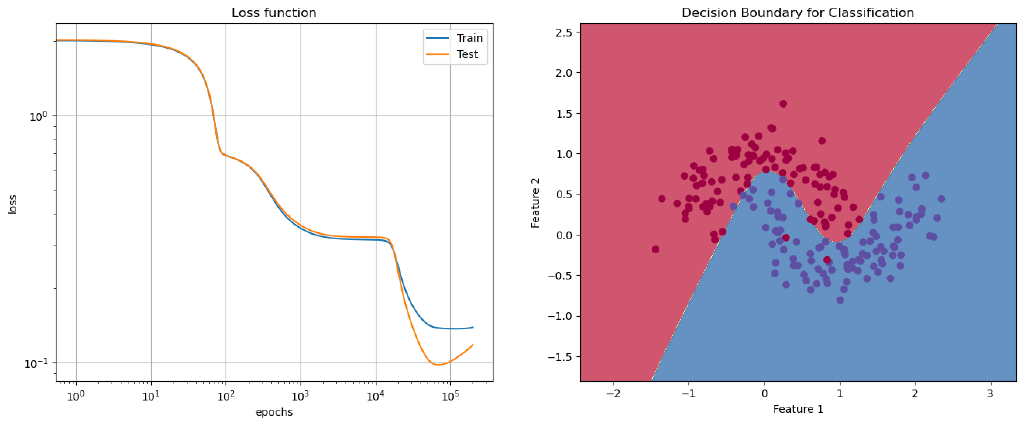 Loss function
Train
Test
10⁰
10⁻¹
loss
10⁰ 10¹ 10² 10³ 10⁴ 10⁵
epochs
Decision Boundary for Classification
2.5
2.0
1.5
1.0
0.5
0.0
−0.5
−1.0
−1.5
Feature 2
−2 −1 0 1 2 3
Feature 1